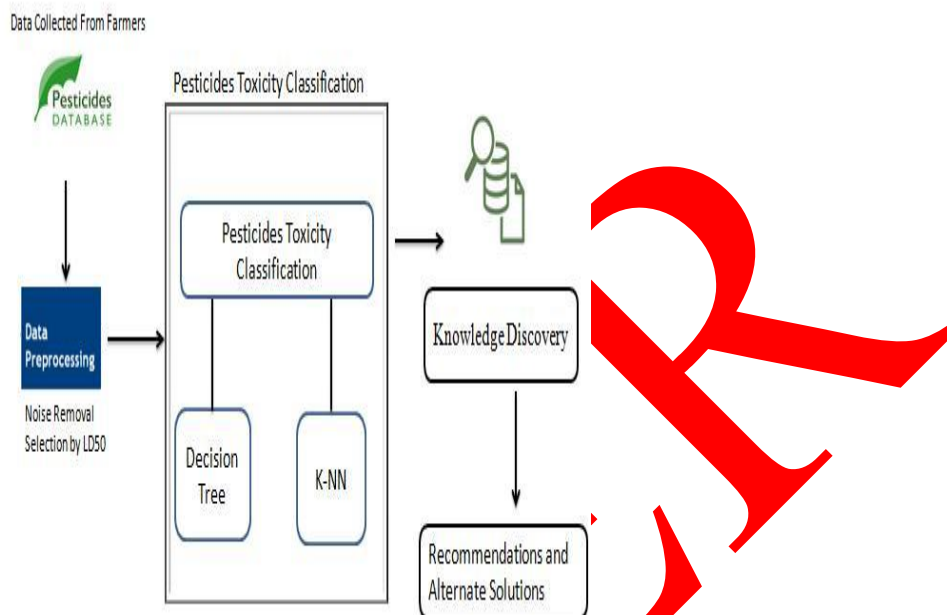 Data Collected From Farmers
Pesticides
DATABASE
Pesticides Toxicity Classification
Pesticides Toxicity
Classification
Data
Preprocessing
Noise Removal
Selection by LD50
Decision
Tree
K-NN
Knowledge Discovery
Recommendations and
Alternate Solutions
R